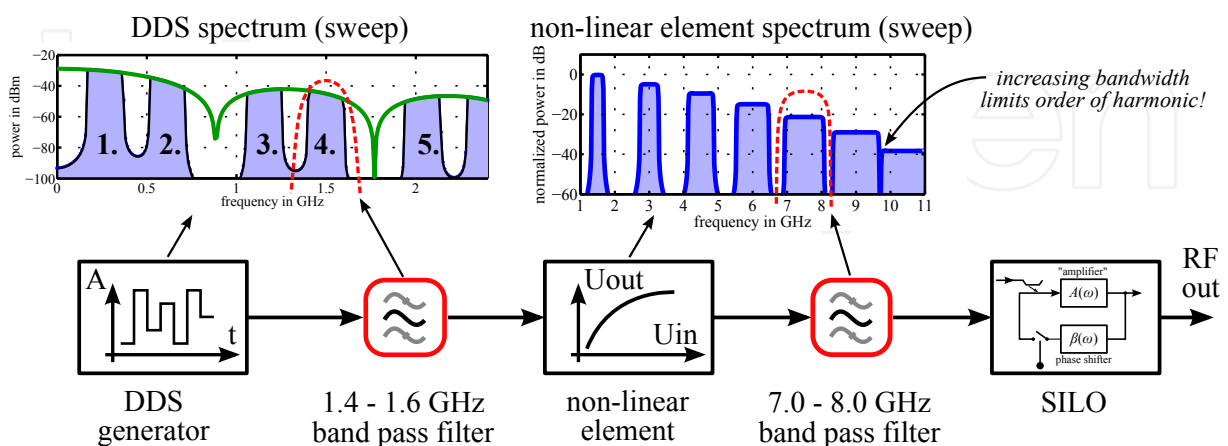 DDS spectrum (sweep)
−20
−40
−60
−80
−100
power in dBm
1.
2.
3.
4.
5.
0
0.5
1
1.5
2
frequency in GHz
non-linear element spectrum (sweep)
0
−20
−40
−60
normalized power in dB
1
2
3
4
5
6
7
8
9
10
11
frequency in GHz
increasing bandwidth
limits order of harmonic!
en
A
t
DDS
generator
1.4 - 1.6 GHz
band pass filter
Uout
Uin
non-linear
element
7.0 - 8.0 GHz
band pass filter
"amplifier"
A(ω)
β(ω)
phase shifter
SILO
RF
out